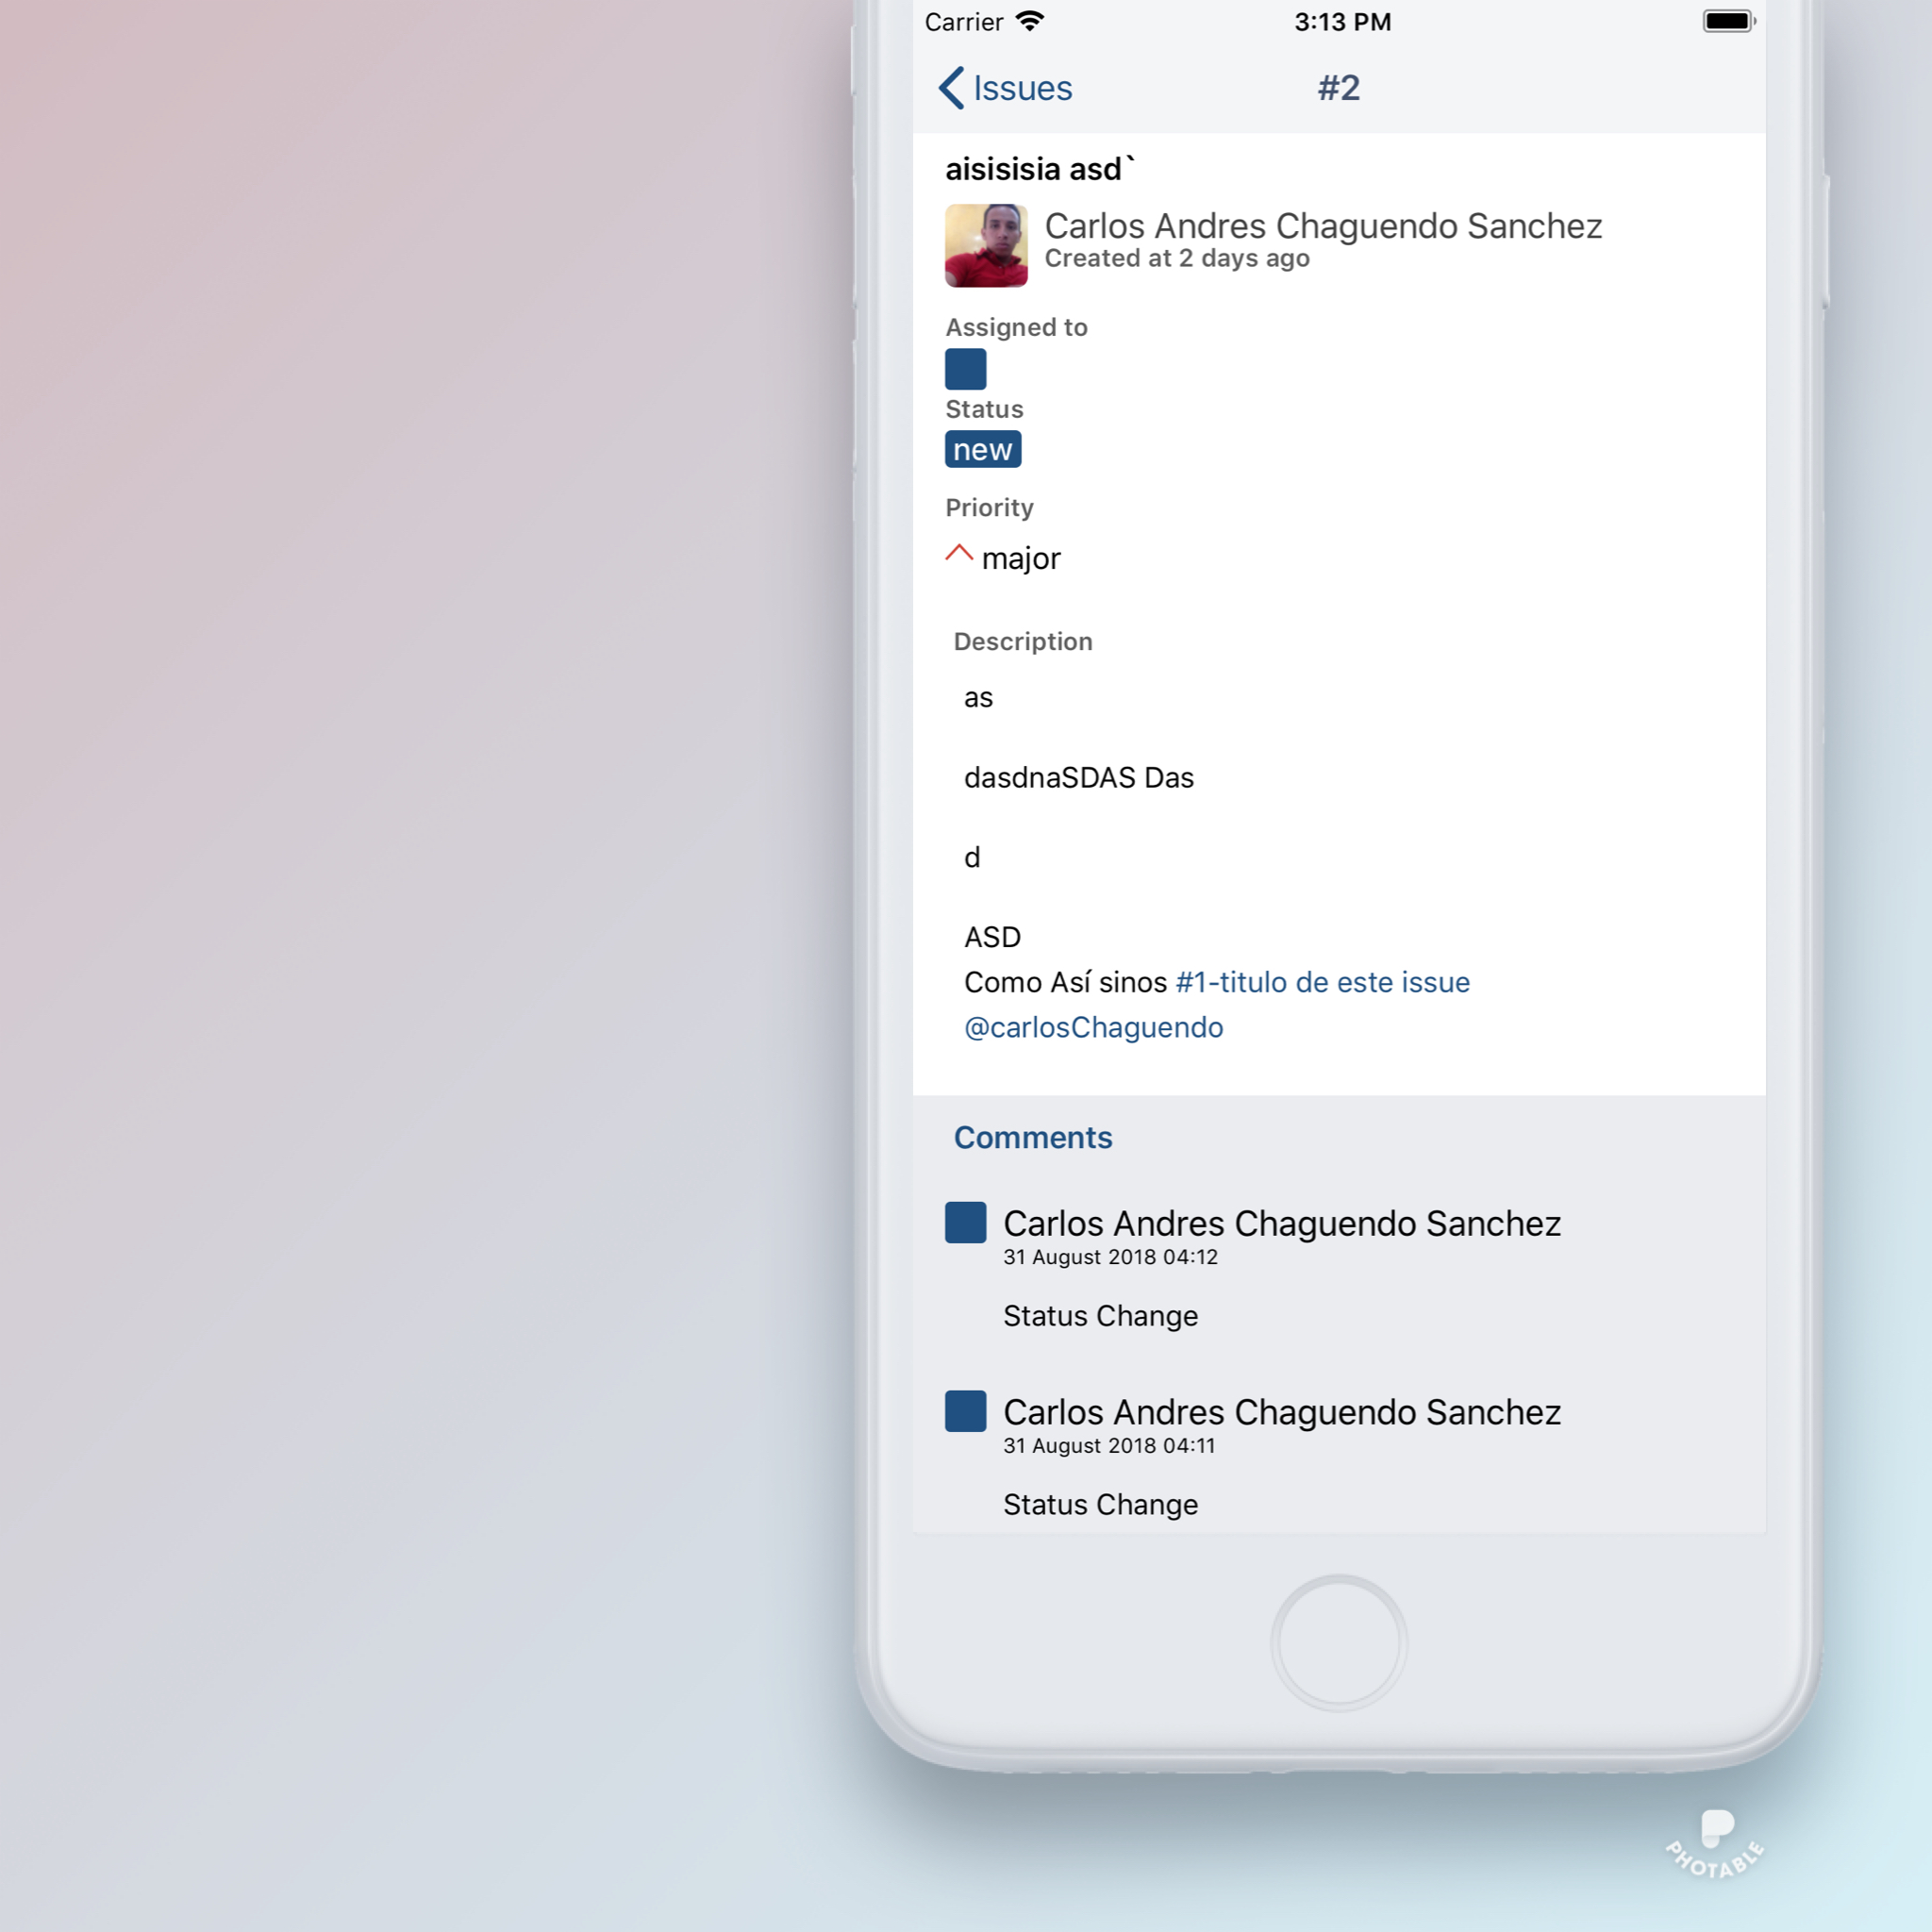 Carrier 3:13 PM
Issues #2
aisisisia asd`
Carlos Andres Chaguendo Sanchez
Created at 2 days ago
Assigned to
Status
new
Priority
major
Description
as
dasdnaSDAS Das
d
ASD
Como Así sinos #1-titulo de este issue
@carlosChaguendo
Comments
Carlos Andres Chaguendo Sanchez
31 August 2018 04:12
Status Change
Carlos Andres Chaguendo Sanchez
31 August 2018 04:11
Status Change
PHOTABLE